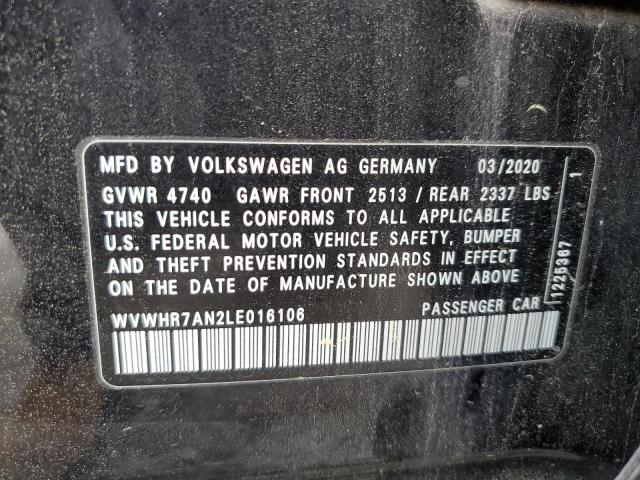 MFD BY VOLKSWAGEN AG GERMANY 03/2020
GVWR 4740 GAWR FRONT 2513 / REAR 2337 LBS
THIS VEHICLE CONFORMS TO ALL APPLICABLE
U.S. FEDERAL MOTOR VEHICLE SAFETY, BUMPER
AND THEFT PREVENTION STANDARDS IN EFFECT
ON THE DATE OF MANUFACTURE SHOWN ABOVE
WVWHR7AN2LE016106 PASSENGER CAR
1225367 1